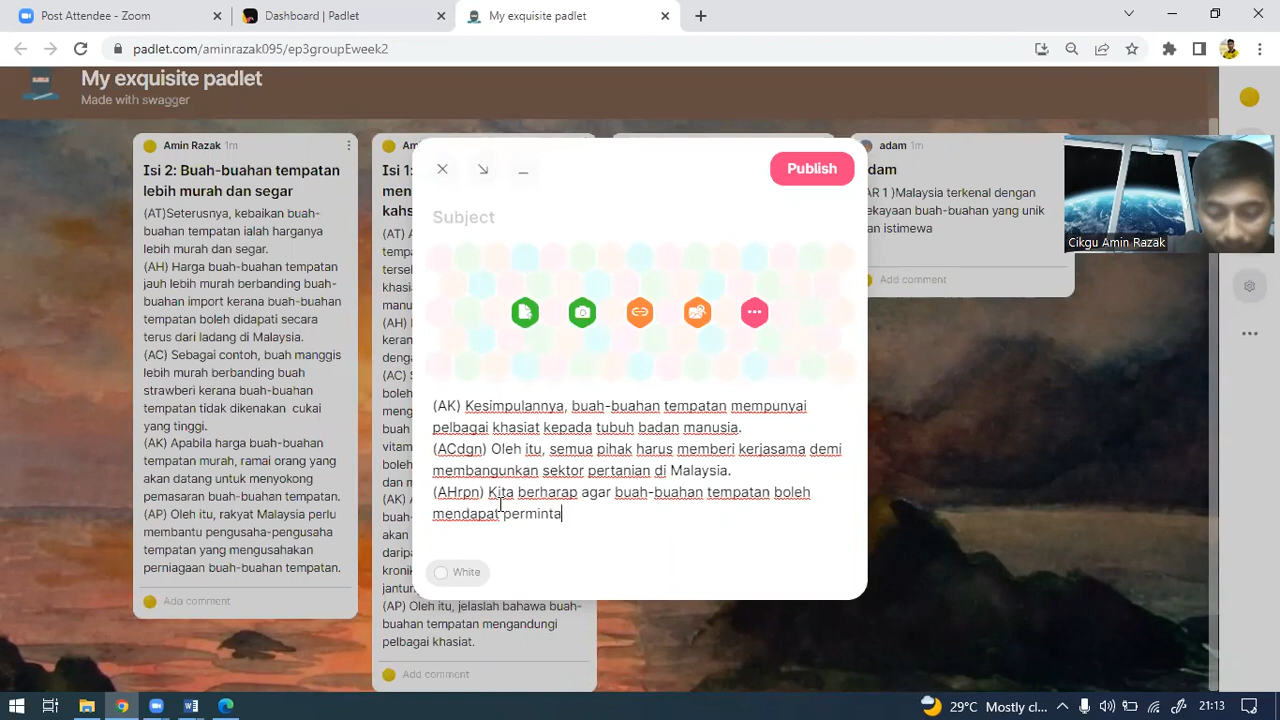 Post Attendee - Zoom
Dashboard | Padlet
My exquisite padlet
padlet.com/aminrazak095/ep3groupEweek2
My exquisite padlet
Made with swagger
Amin Razak 1m
Isi 2: Buah-buahan tempatan
lebih murah dan segar
(AT)Seterusnya, kebaikan buah-
buahan tempatan ialah harganya
lebih murah dan segar.
(AH) Harga buah-buahan tempatan
jauh lebih murah berbanding buah-
buahan import kerana buah-buahan
tempatan boleh didapati secara
terus dari ladang di Malaysia.
(AC) Sebagai contoh, buah manggis
lebih murah berbanding buah
strawberi kerana buah-buahan
tempatan tidak dikenakan cukai
yang tinggi.
(AK) Apabila harga buah-buahan
tempatan murah, ramai orang yang
akan datang untuk menyokong
pemasaran buah-buahan tempatan.
(AP) Oleh itu, rakyat Malaysia perlu
membantu pengusaha-pengusaha
tempatan yang mengusahakan
perniagaan buah-buahan tempatan.
Add comment
Isi 1:
(AP) Oleh itu, jelaslah bahawa buah-
buahan tempatan mengandungi
pelbagai khasiat.
Add comment
Publish
Subject
(AK) Kesimpulannya, buah-buahan tempatan mempunyai
pelbagai khasiat kepada tubuh badan manusia.
(ACdgn) Oleh itu, semua pihak harus memberi kerjasama demi
membangunkan sektor pertanian di Malaysia.
(AHrpn) Kita berharap agar buah-buahan tempatan boleh
mendapat perminta
White
adam 1m
dam
AR 1 )Malaysia terkenal dengan
ekayaan buah-buahan yang unik
an istimewa
Add comment
Cikgu Amin Razak
29°C Mostly cl...
21:13